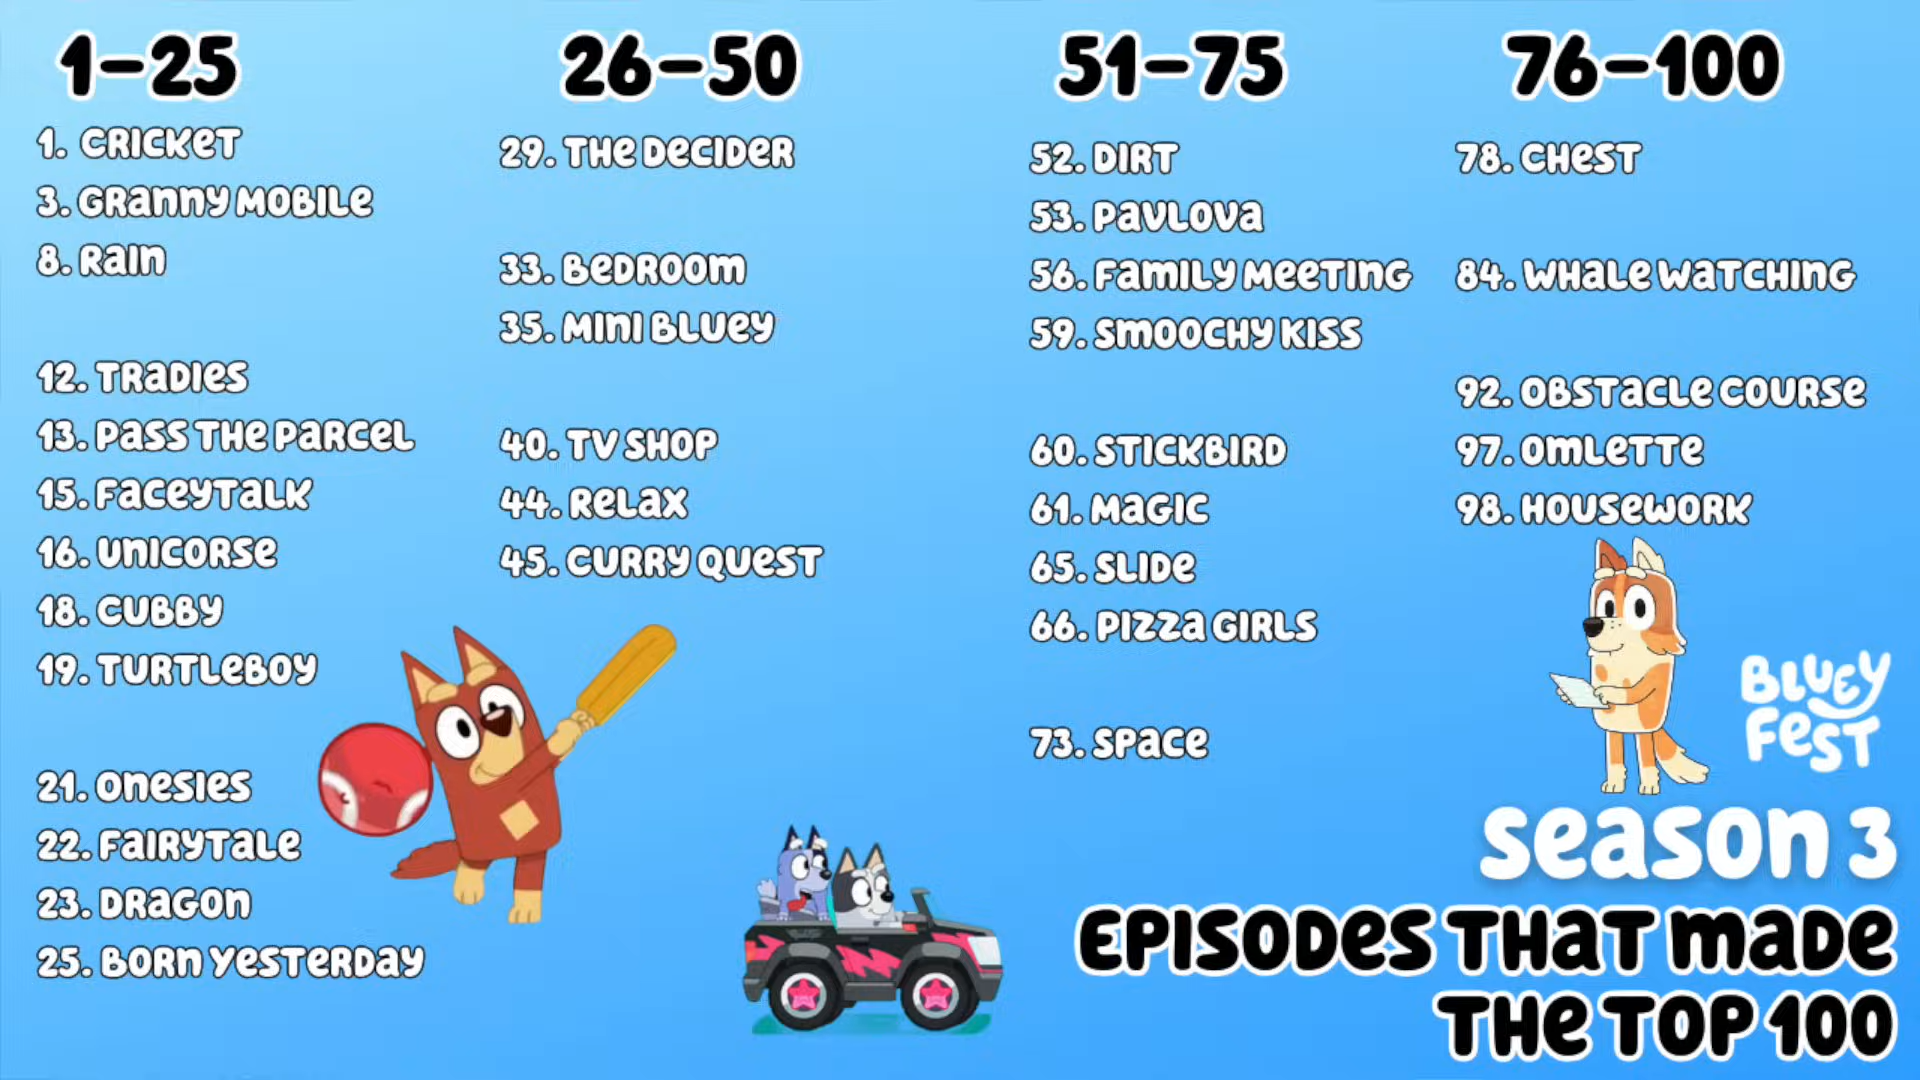 1–25
1. Cricket
3. Granny Mobile
8. Rain
12. Tradies
13. Pass the Parcel
15. Faceytalk
16. Unicorse
18. Cubby
19. Turtleboy
21. Onesies
22. Fairytale
23. Dragon
25. Born Yesterday
26–50
29. The Decider
33. Bedroom
35. Mini Bluey
40. TV Shop
44. Relax
45. Curry Quest
51–75
52. Dirt
53. Pavlova
56. Family Meeting
59. Smoochy Kiss
60. Stickbird
61. Magic
65. Slide
66. Pizza Girls
73. Space
76–100
78. Chest
84. Whale Watching
92. Obstacle Course
97. Omlette
98. Housework
BLUEY
FEST
Season 3
Episodes that made
the top 100